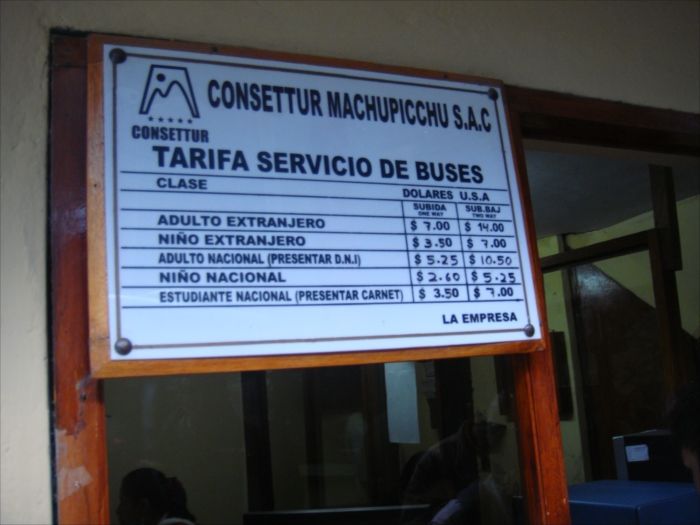 CONSETTUR MACHUPICCHU S.A.C
CONSETTUR
TARIFA SERVICIO DE BUSES
CLASE DOLARES U.S.A
SUBIDA ONE WAY SUB.BAJ TWO WAY
ADULTO EXTRANJERO $ 7.00 $ 14.00
NIÑO EXTRANJERO $ 3.50 $ 7.00
ADULTO NACIONAL (PRESENTAR D.N.I) $ 5.25 $ 10.50
NIÑO NACIONAL $ 2.60 $ 5.25
ESTUDIANTE NACIONAL (PRESENTAR CARNET) $ 3.50 $ 7.00
LA EMPRESA